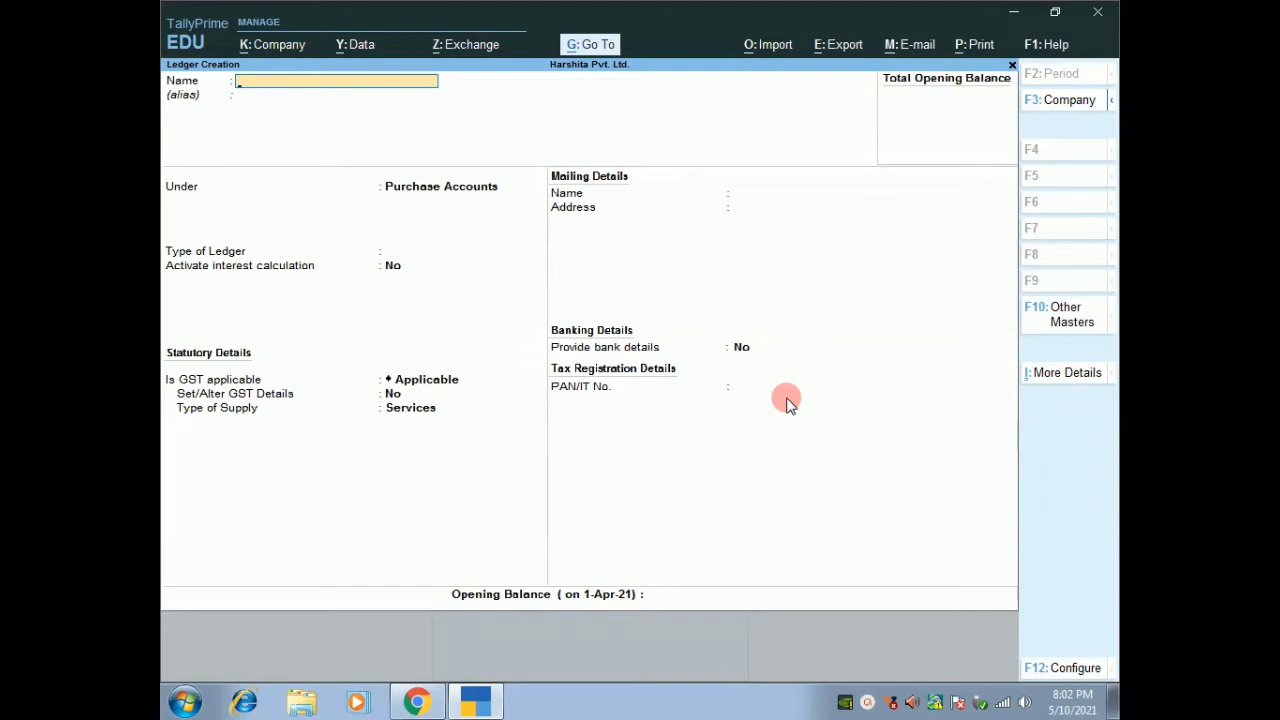 TallyPrime
MANAGE
EDU
K: Company
Y: Data
Z: Exchange
G: Go To
O: Import
E: Export
M: E-mail
P: Print
F1: Help
Ledger Creation
Harshita Pvt. Ltd.
Name :
(alias) :
Total Opening Balance
F2: Period
F3: Company
F4
F5
F6
F7
F8
F9
F10: Other
Masters
I: More Details
F12: Configure
Under : Purchase Accounts
Type of Ledger :
Activate interest calculation : No
Statutory Details
Is GST applicable : ♦ Applicable
Set/Alter GST Details : No
Type of Supply : Services
Mailing Details
Name :
Address :
Banking Details
Provide bank details : No
Tax Registration Details
PAN/IT No. :
Opening Balance ( on 1-Apr-21) :
8:02 PM
5/10/2021